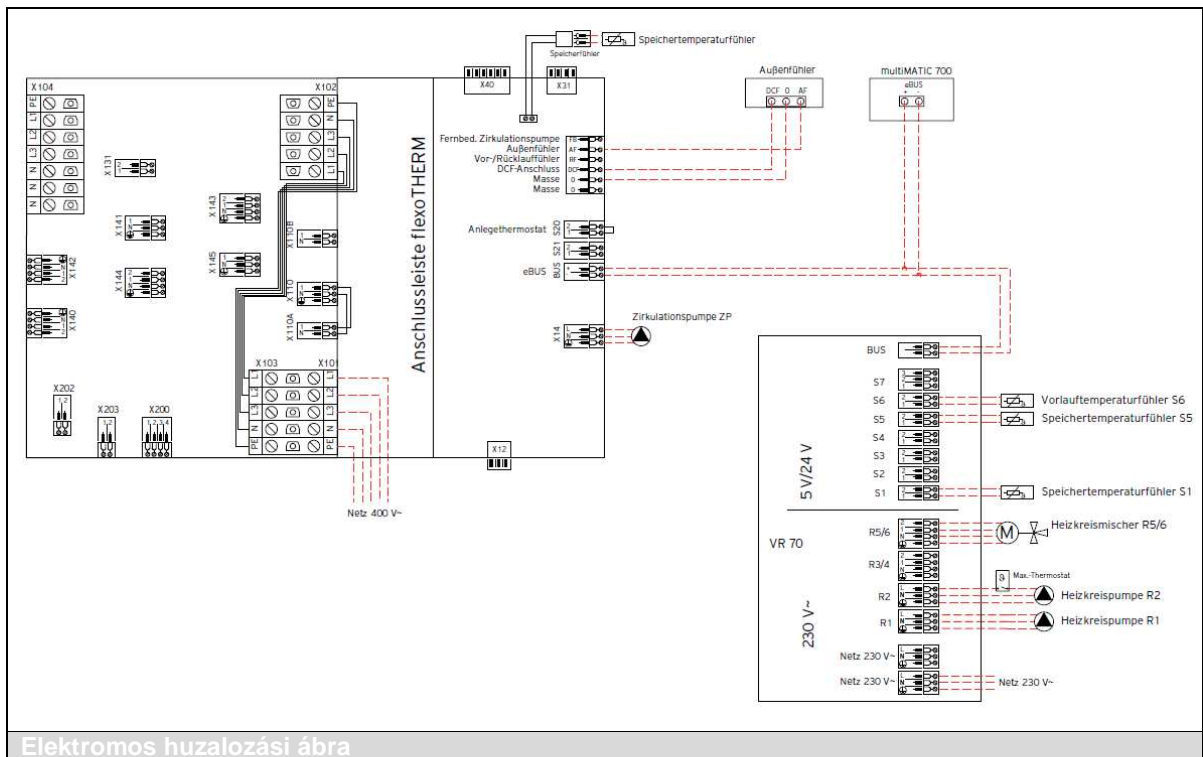 Speichertemperaturfühler
Speicherfühler
X104
X102
X40
X31
Außenfühler
multiMATIC 700
DCF O AF
eBUS
+ -
PE
L1
L2
L3
N
N
N
PE
N
L3
L2
L1
X131
X141
X143
X110B
X142
X144
X145
X110
X140
X110A
Anschlussleiste flexoTHERM
Fernbed. Zirkulationspumpe FB
Außenfühler AF
Vor-/Rücklauffühler RF
DCF-Anschluss DCF
Masse O
Masse O
Anlegethermostat S20
S21
eBUS BUS
X14
Zirkulationspumpe ZP
X103 X101
L1 L1
L2 L2
L3 L3
N N
PE PE
X202
X203
X200
X12
Netz 400 V~
BUS
S7
S6 Vorlauftemperaturfühler S6
S5 Speichertemperaturfühler S5
S4
S3
S2
S1 Speichertemperaturfühler S1
5 V/24 V
VR 70
230 V~
R5/6 M Heizkreismischer R5/6
R3/4
Max.-Thermostat
R2 Heizkreispumpe R2
R1 Heizkreispumpe R1
Netz 230 V~
Netz 230 V~ Netz 230 V~
Elektromos huzalozási ábra